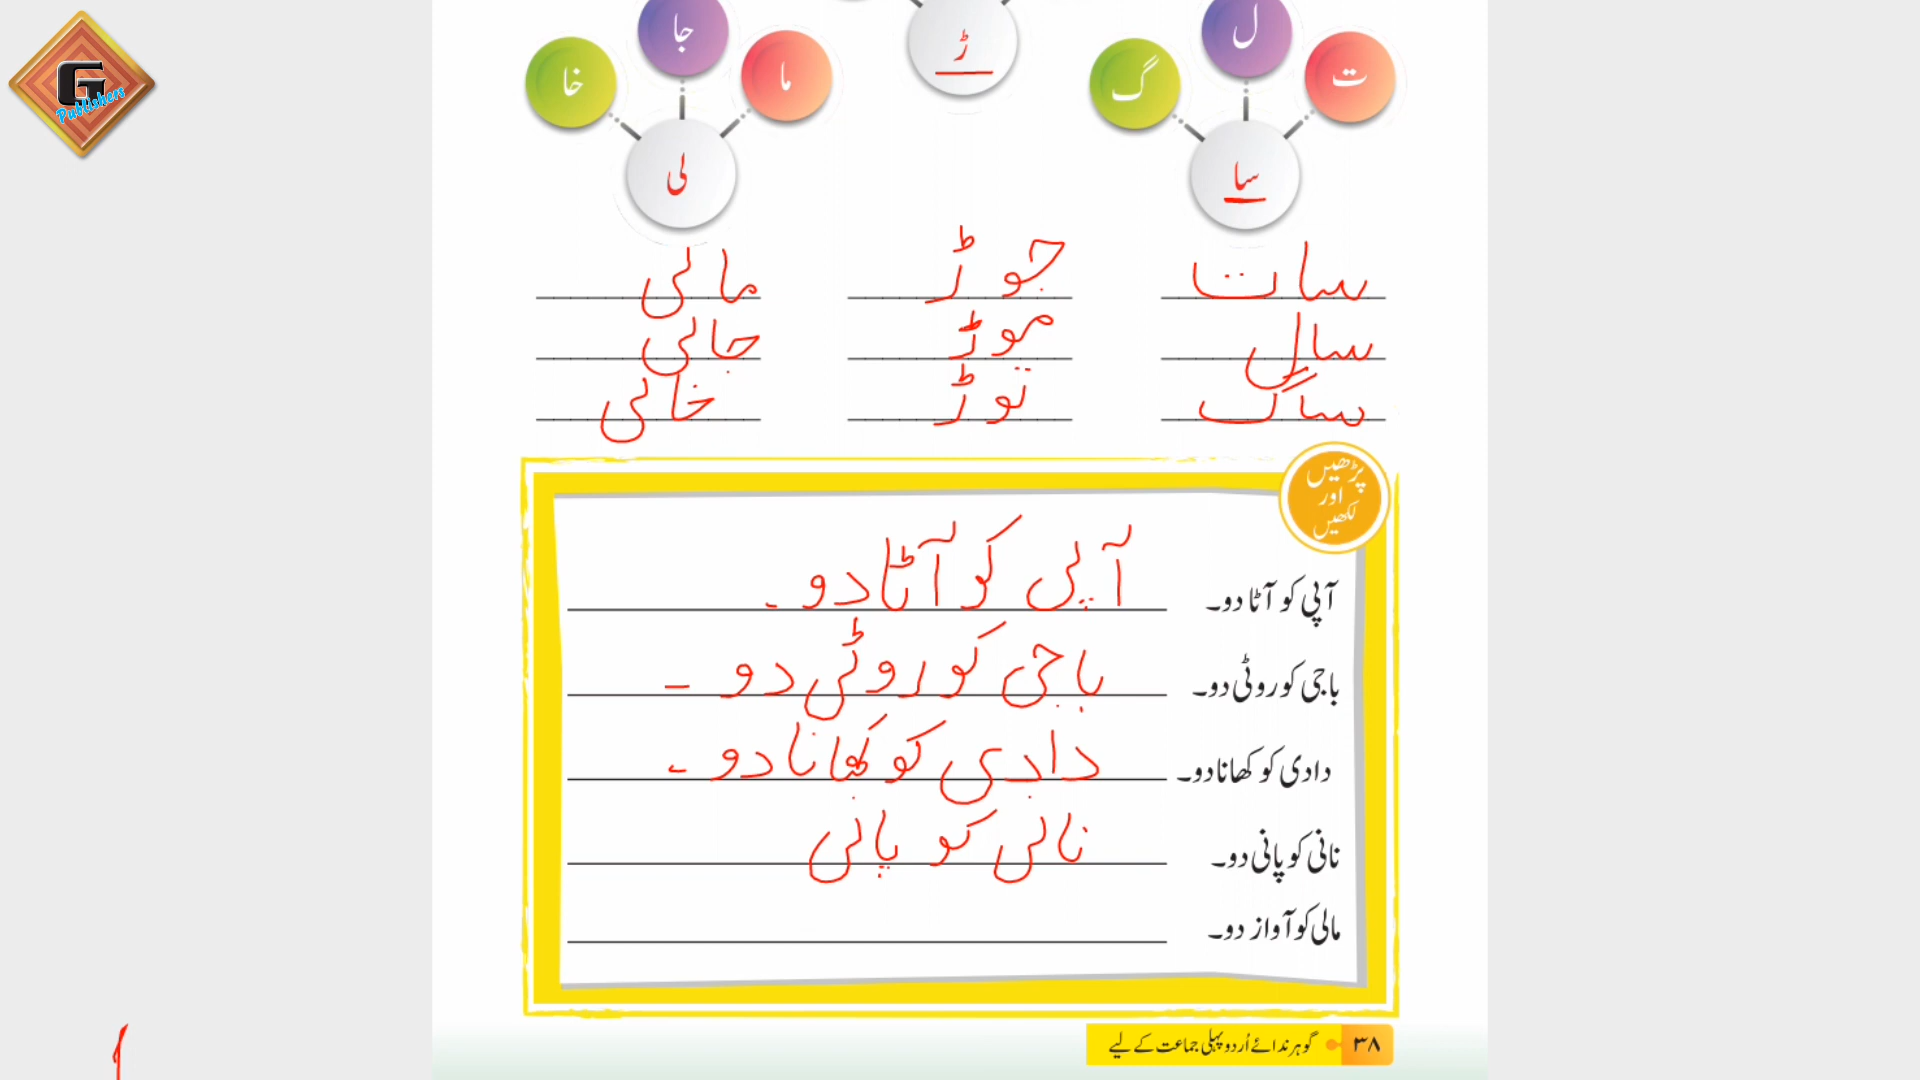 G
Publishers
جا
خا
ما
لی
ڑ
ل
گ
ت
سا
سات
جوڑ
مالی
سال
موڑ
جالی
ساگ
توڑ
خالی
پڑھیں
اور
لکھیں
آپی کو آٹا دو۔
آپی کو آٹا دو۔
باجی کو روٹی دو۔
باجی کو روٹی دو۔
دادی کو کھانا دو۔
دادی کو کھانا دو۔
نانی کو پانی دو۔
نانی کو پانی
مالی کو آواز دو۔
۳۸
گوہر ندائے اُردو پہلی جماعت کے لیے